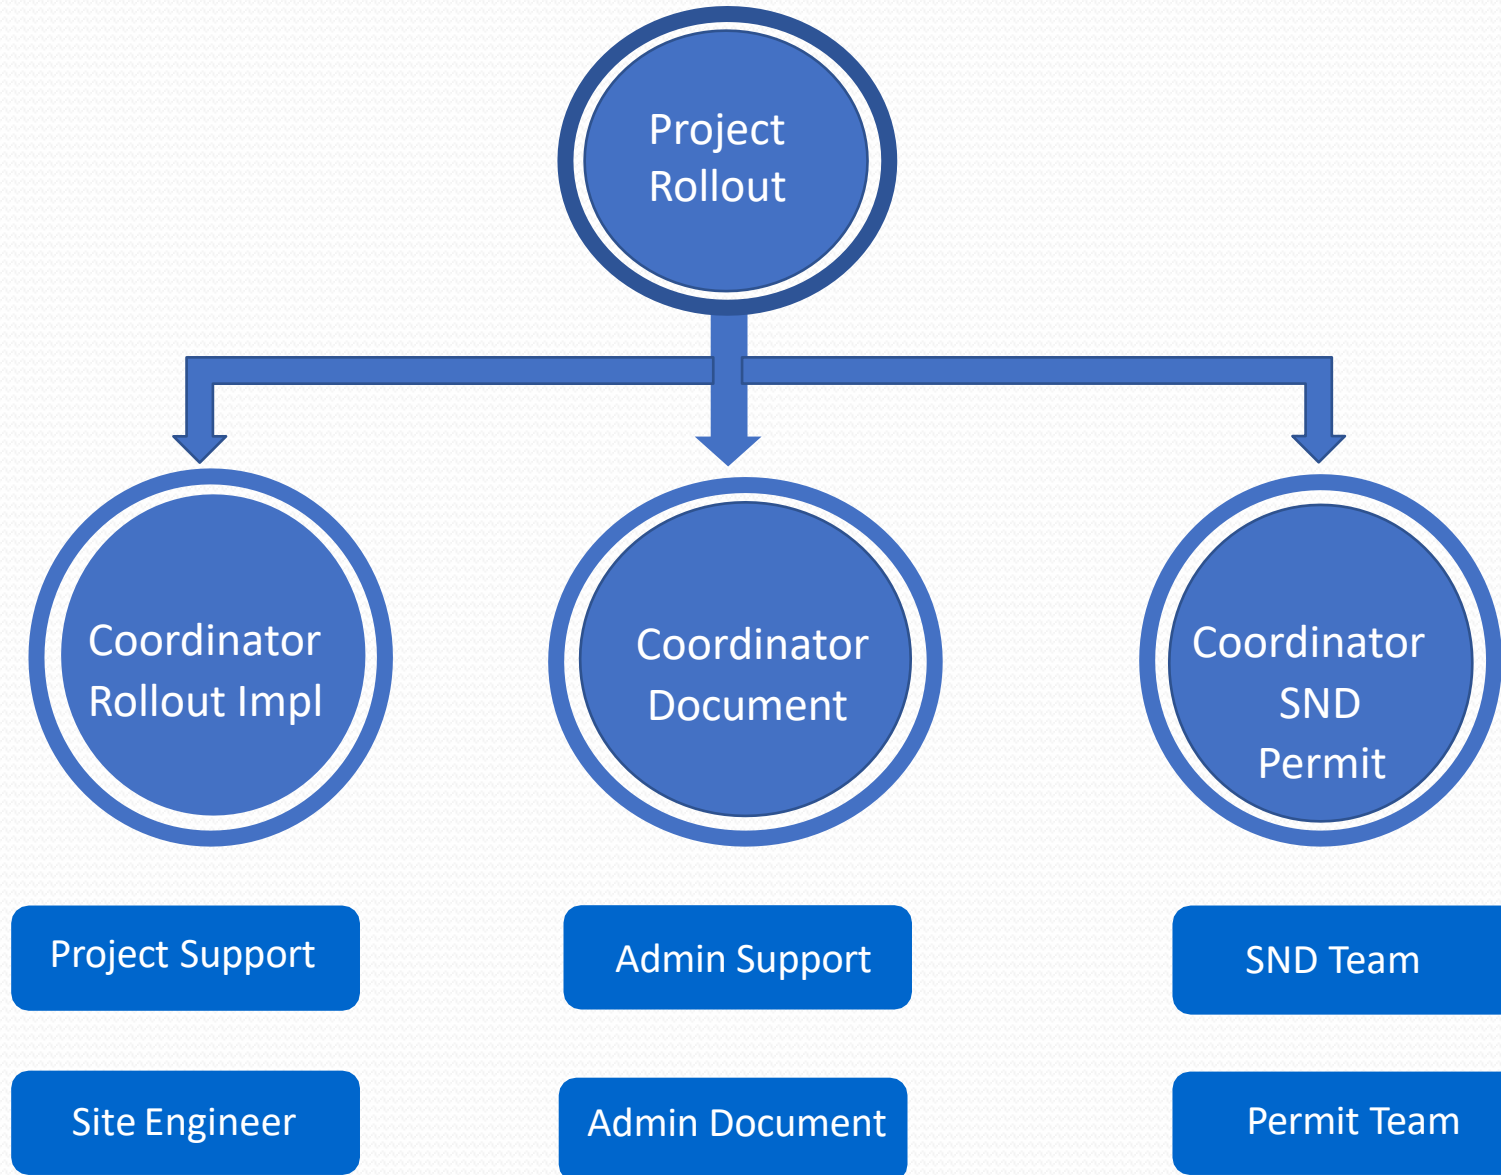 Project
Rollout
Coordinator
Rollout Impl
Coordinator
Document
Coordinator
SND
Permit
Project Support
Admin Support
SND Team
Site Engineer
Admin Document
Permit Team